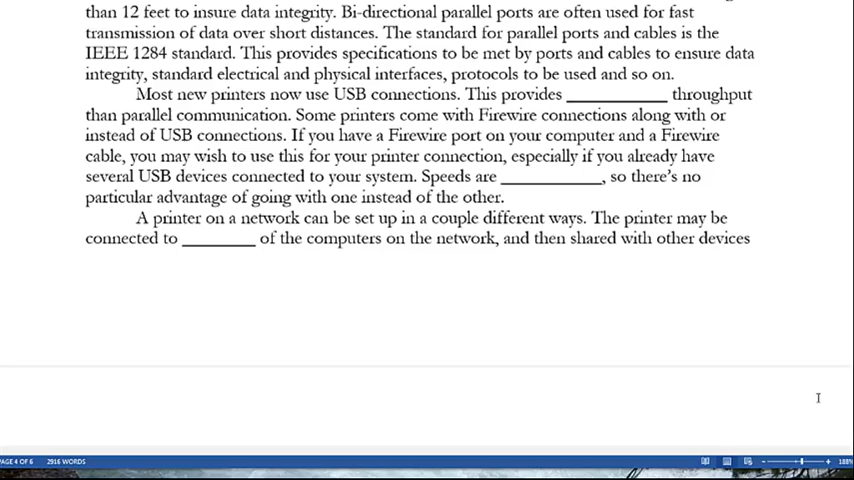 than 12 feet to insure data integrity. Bi-directional parallel ports are often used for fast
transmission of data over short distances. The standard for parallel ports and cables is the
IEEE 1284 standard. This provides specifications to be met by ports and cables to ensure data
integrity, standard electrical and physical interfaces, protocols to be used and so on.
Most new printers now use USB connections. This provides ___________ throughput
than parallel communication. Some printers come with Firewire connections along with or
instead of USB connections. If you have a Firewire port on your computer and a Firewire
cable, you may wish to use this for your printer connection, especially if you already have
several USB devices connected to your system. Speeds are ___________, so there's no
particular advantage of going with one instead of the other.
A printer on a network can be set up in a couple different ways. The printer may be
connected to ________ of the computers on the network, and then shared with other devices
PAGE 4 OF 6 2916 WORDS
188%